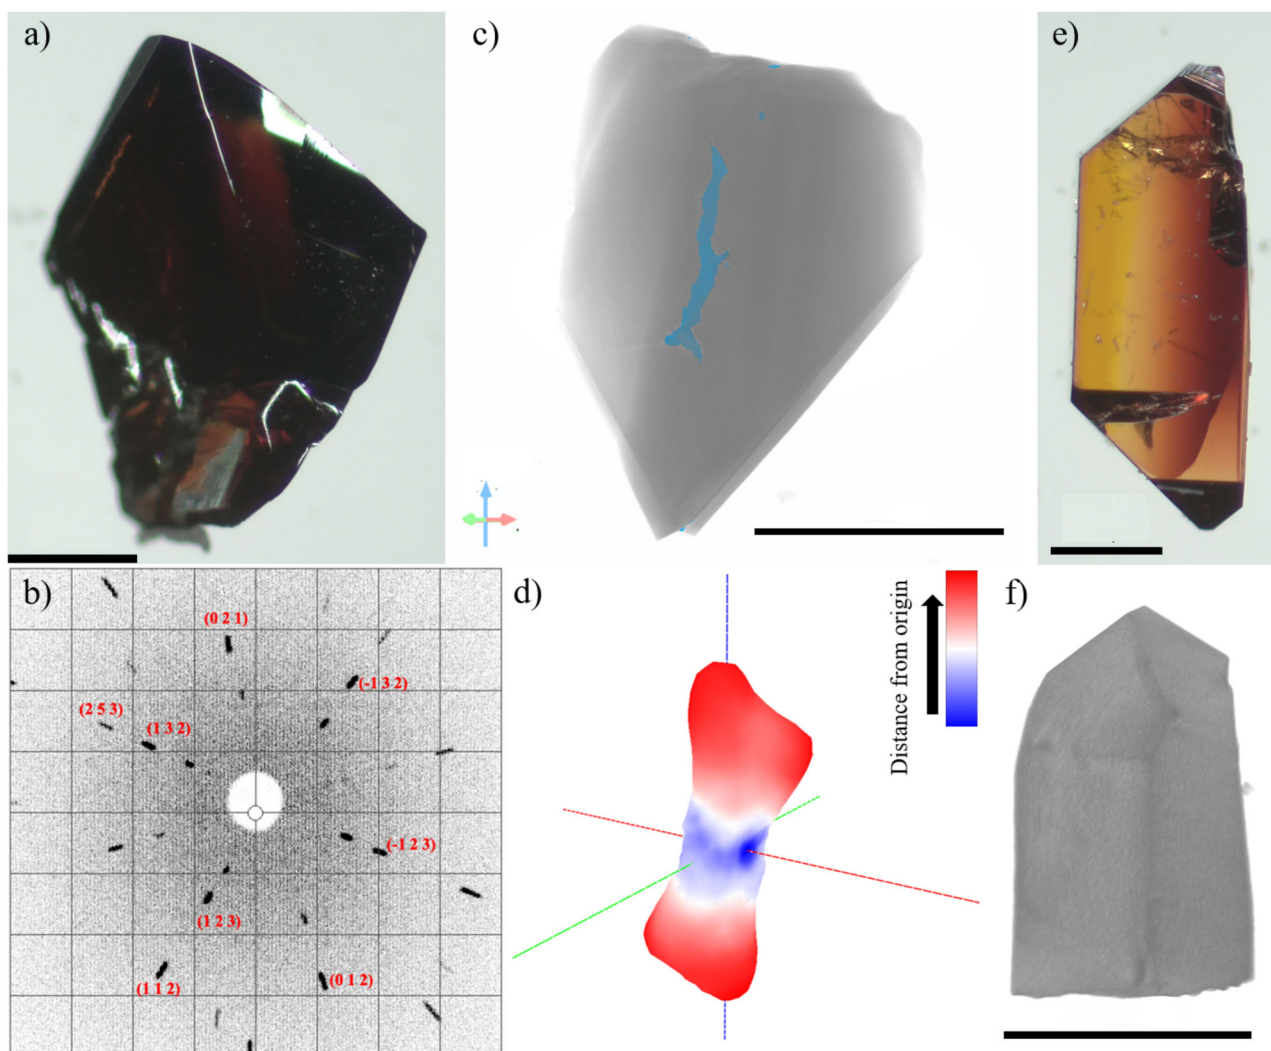 a)
c)
e)
b)
(0 2 1)
(-1 3 2)
(2 5 3)
(1 3 2)
(-1 2 3)
(1 2 3)
(1 1 2)
(0 1 2)
d)
Distance from origin
f)